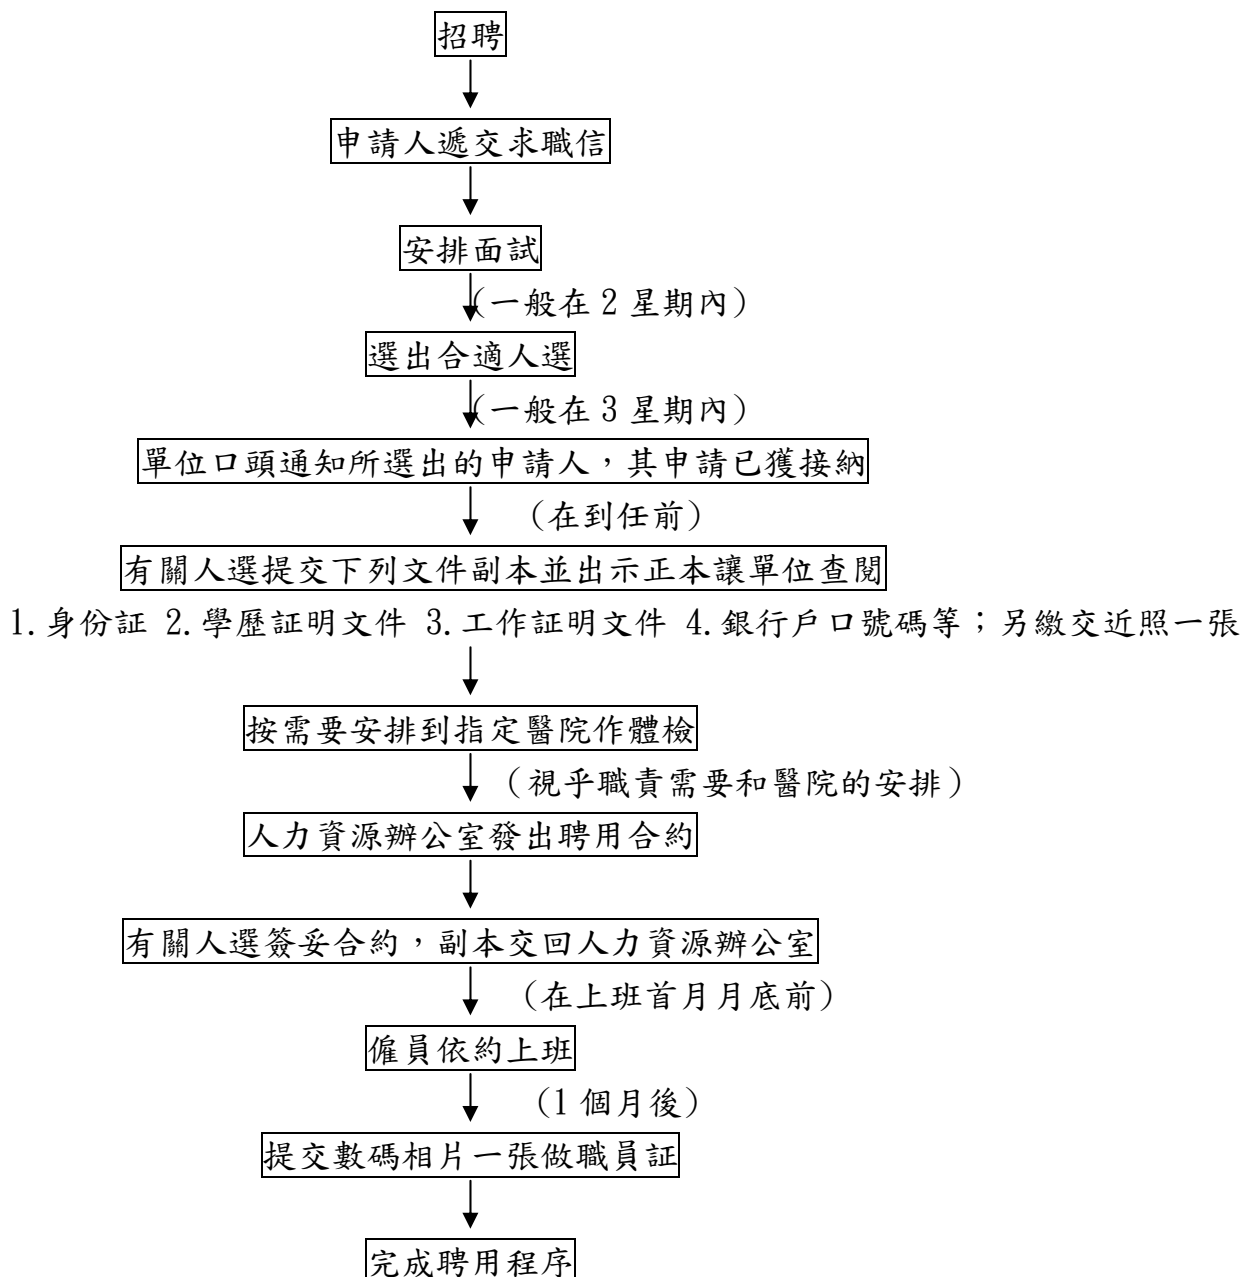 招聘
申請人遞交求職信
安排面試
(一般在 2 星期內)
選出合適人選
(一般在 3 星期內)
單位口頭通知所選出的申請人，其申請已獲接納
(在到任前)
有關人選提交下列文件副本並出示正本讓單位查閱
1.身份証 2.學歷証明文件 3.工作証明文件 4.銀行戶口號碼等；另繳交近照一張
按需要安排到指定醫院作體檢
(視乎職責需要和醫院的安排)
人力資源辦公室發出聘用合約
有關人選簽妥合約，副本交回人力資源辦公室
(在上班首月月底前)
僱員依約上班
(1 個月後)
提交數碼相片一張做職員証
完成聘用程序